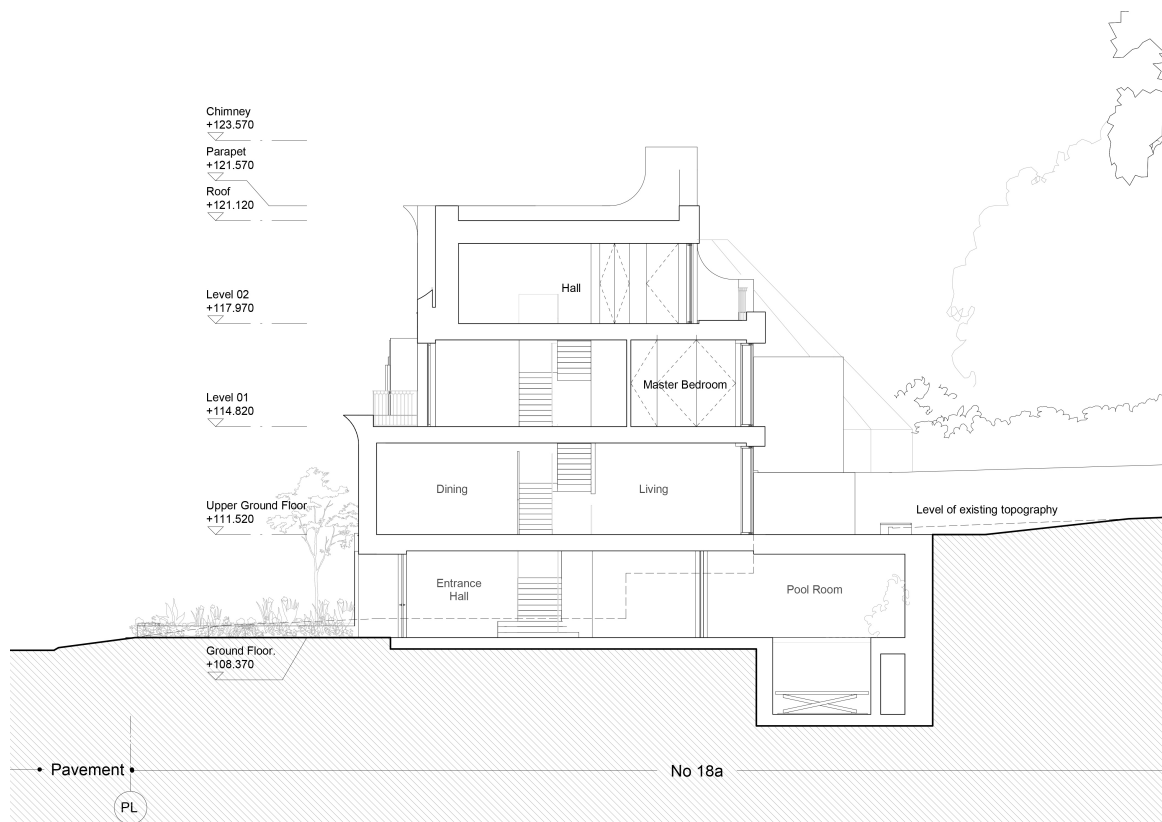 Chimney
+123.570
Parapet
+121.570
Roof
+121.120
Hall
Level 02
+117.970
Master Bedroom
Level 01
+114.820
Dining
Living
Upper Ground Floor
+111.520
Level of existing topography
Entrance
Hall
Pool Room
Ground Floor.
+108.370
Pavement
No 18a
PL